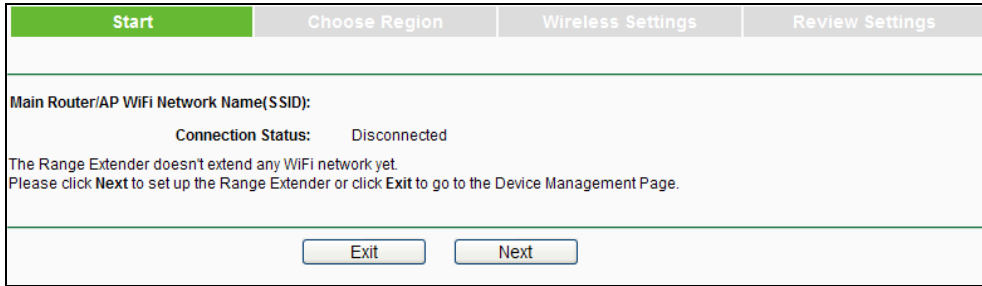 Start Choose Region Wireless Settings Review Settings
Main Router/AP WiFi Network Name(SSID):
Connection Status: Disconnected
The Range Extender doesn't extend any WiFi network yet.
Please click Next to set up the Range Extender or click Exit to go to the Device Management Page.
Exit Next